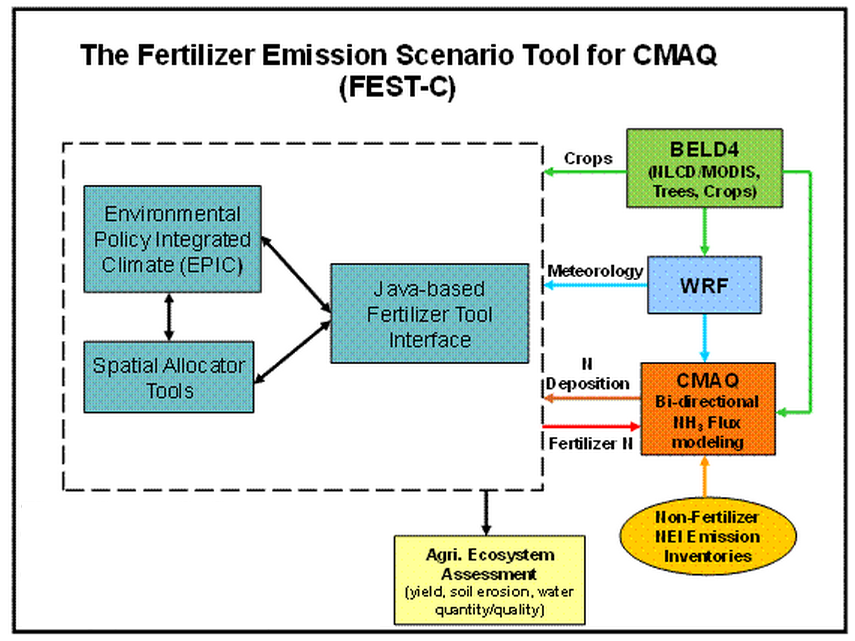 The Fertilizer Emission Scenario Tool for CMAQ
(FEST-C)
Environmental
Policy Integrated
Climate (EPIC)
Spatial Allocator
Tools
Java-based
Fertilizer Tool
Interface
Crops
BELD4
(NLCD/MODIS,
Trees, Crops)
Meteorology
WRF
N
Deposition
Fertilizer N
CMAQ
Bi-directional
NH₃ Flux
modeling
Non-Fertilizer
NEI Emission
Inventories
Agri. Ecosystem
Assessment
(yield, soil erosion, water
quantity/quality)